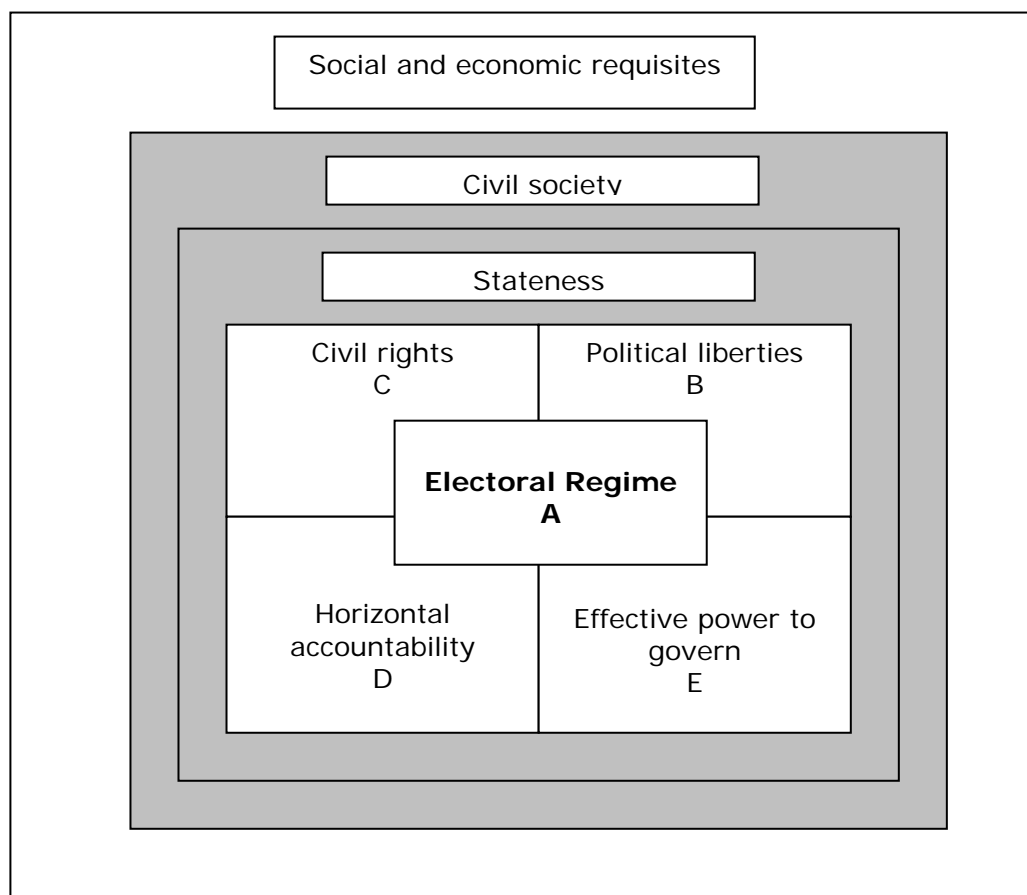 Social and economic requisites
Civil society
Stateness
Civil rights
C
Political liberties
B
Electoral Regime
A
Horizontal
accountability
D
Effective power to
govern
E